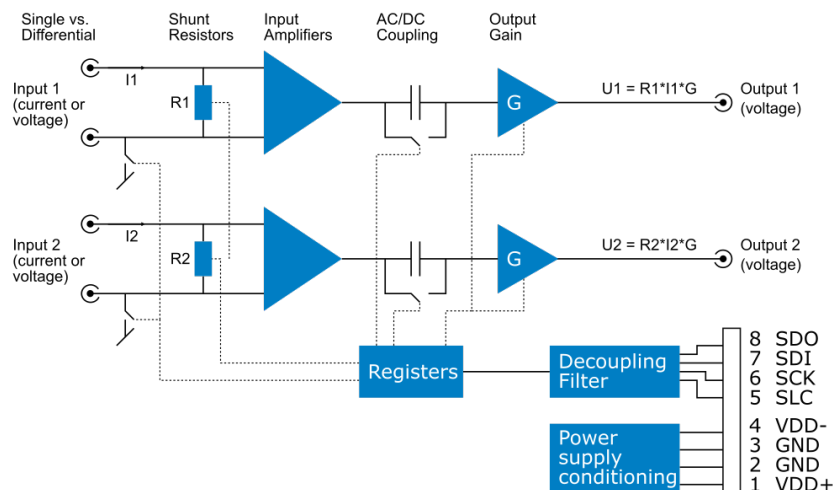 Single vs.
Differential
Shunt
Resistors
Input
Amplifiers
AC/DC
Coupling
Output
Gain
I1
Input 1
(current or
voltage)
R1
G
U1 = R1*I1*G
Output 1
(voltage)
I2
Input 2
(current or
voltage)
R2
G
U2 = R2*I2*G
Output 2
(voltage)
Registers
Decoupling
Filter
8 SDO
7 SDI
6 SCK
5 SLC
Power
supply
conditioning
4 VDD-
3 GND
2 GND
1 VDD+